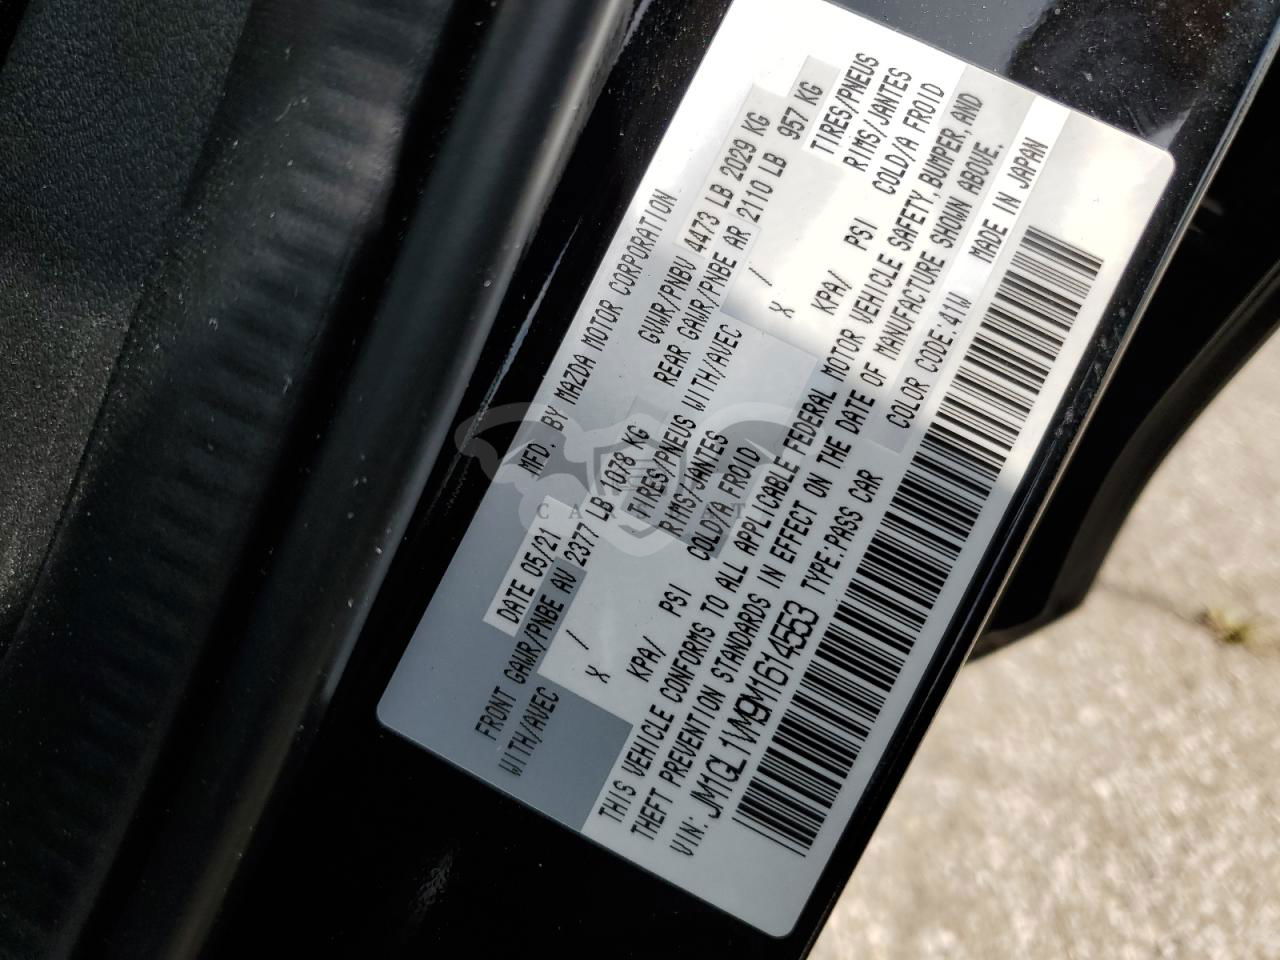 MFD. BY MAZDA MOTOR CORPORATION
DATE 05/21 GVWR/PNBV 4473 LB 2029 KG
FRONT GAWR/PNBE AV 2377 LB 1078 KG REAR GAWR/PNBE AR 2110 LB 957 KG
WITH/AVEC / TIRES/PNEUS WITH/AVEC / TIRES/PNEUS
X RIMS/JANTES X RIMS/JANTES
KPA/ PSI COLD/A FROID KPA/ PSI COLD/A FROID
THIS VEHICLE CONFORMS TO ALL APPLICABLE FEDERAL MOTOR VEHICLE SAFETY, BUMPER, AND
THEFT PREVENTION STANDARDS IN EFFECT ON THE DATE OF MANUFACTURE SHOWN ABOVE.
VIN: JM1GL1VM9M1614553 TYPE:PASS CAR COLOR CODE:41W MADE IN JAPAN